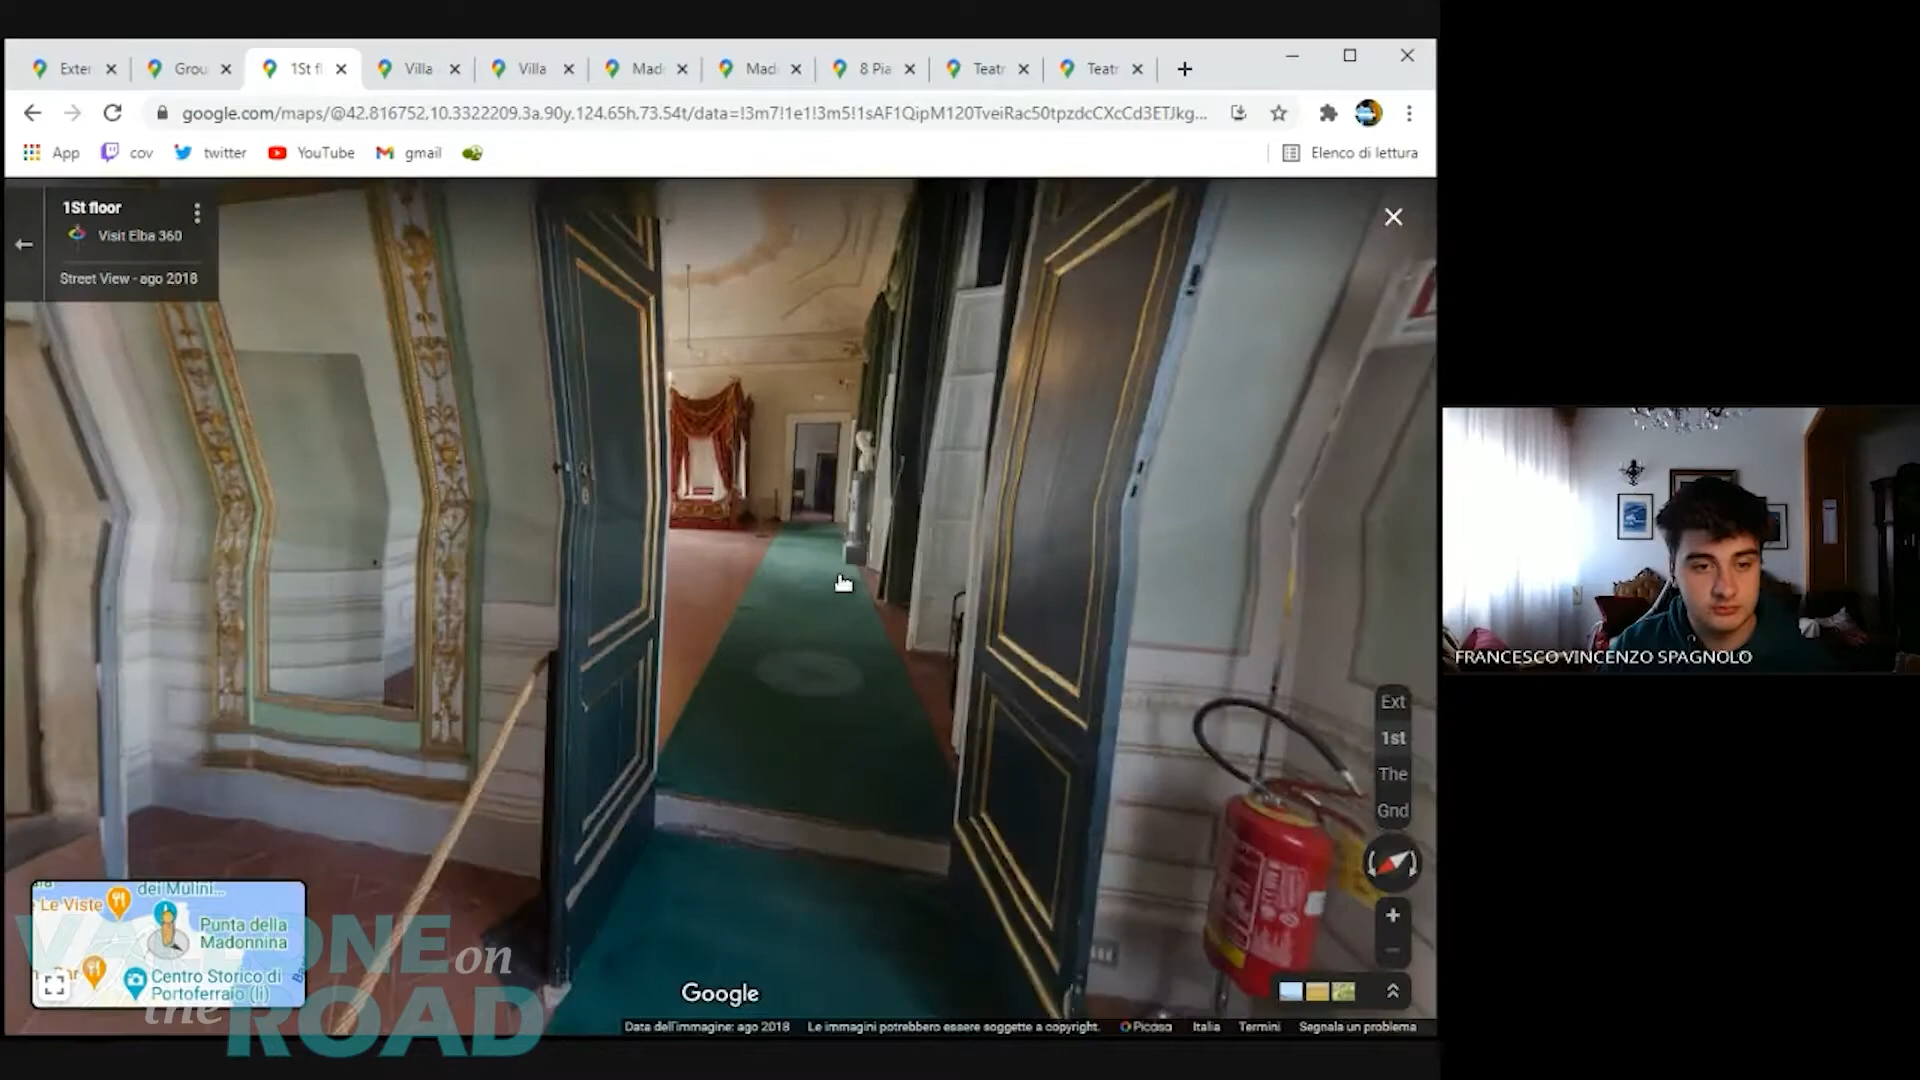 Exter
Grou
1St fl
Villa
Villa
Mad
Mad
8 Pia
Teatr
Teatr
google.com/maps/@42.816752,10.3322209,3a,90y,124.65h,73.54t/data=!3m7!1e1!3m5!1sAF1QipM120TveiRac50tpzdcCXcCd3ETJkg...
App
cov
twitter
YouTube
gmail
Elenco di lettura
1St floor
Visit Elba 360
Street View - ago 2018
FRANCESCO VINCENZO SPAGNOLO
Ext
1st
The
Gnd
dei Mulini...
Le Viste
Punta della
Madonnina
Centro Storico di
Portoferraio (li)
on
the ROAD
Google
Data dell'immagine: ago 2018
Le immagini potrebbero essere soggette a copyright.
Picasa
Italia
Termini
Segnala un problema